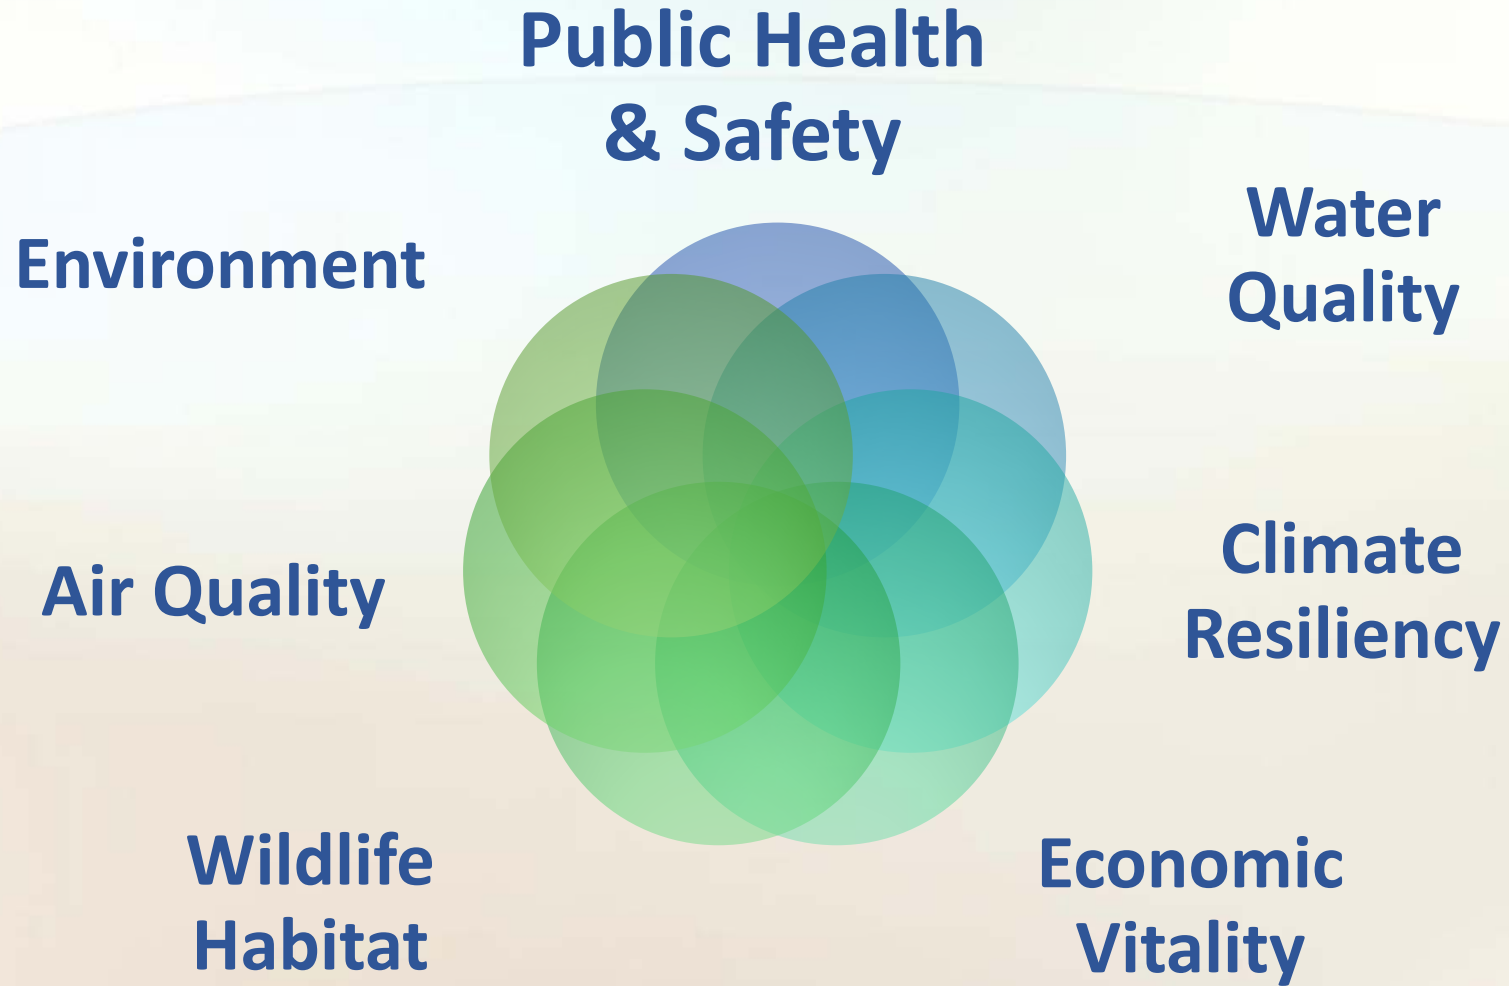 Public Health
& Safety
Environment
Water
Quality
Air Quality
Climate
Resiliency
Wildlife
Habitat
Economic
Vitality